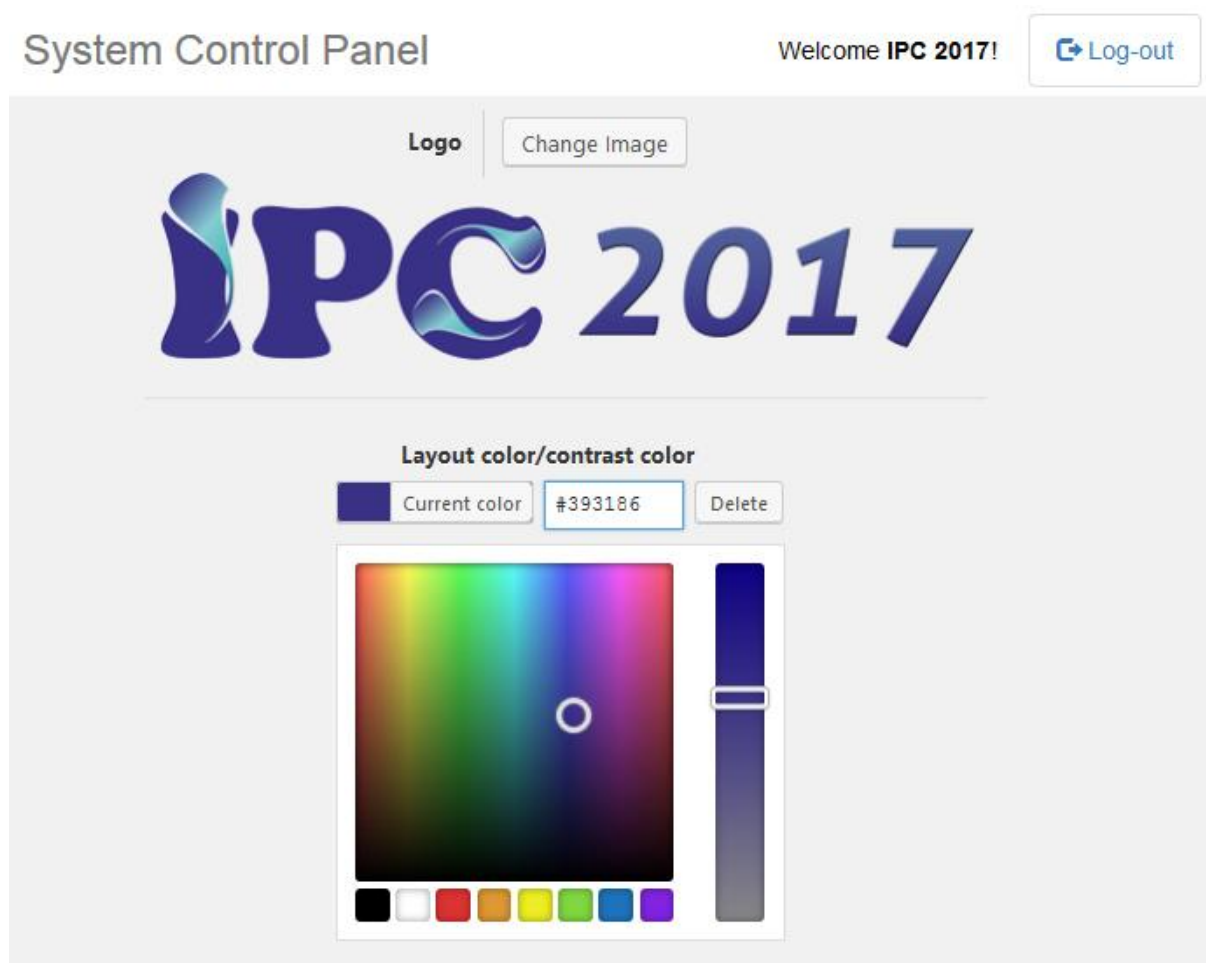 System Control Panel
Welcome IPC 2017!
Log-out
Logo
Change Image
IPC 2017
Layout color/contrast color
Current color
#393186
Delete